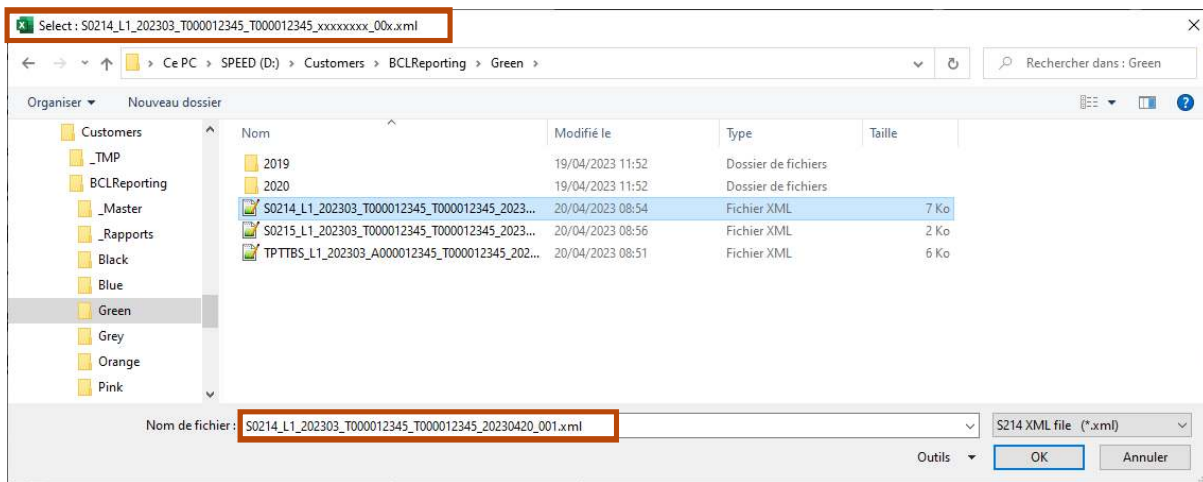 Select : S0214_L1_202303_T000012345_T000012345_xxxxxxxx_00x.xml
Ce PC > SPEED (D:) > Customers > BCLReporting > Green >
Rechercher dans : Green
Organiser
Nouveau dossier
Nom Modifié le Type Taille
Customers
_TMP
BCLReporting
_Master
_Rapports
Black
Blue
Green
Grey
Orange
Pink
2019 19/04/2023 11:52 Dossier de fichiers
2020 19/04/2023 11:52 Dossier de fichiers
S0214_L1_202303_T000012345_T000012345_2023... 20/04/2023 08:54 Fichier XML 7 Ko
S0215_L1_202303_T000012345_T000012345_2023... 20/04/2023 08:56 Fichier XML 2 Ko
TPTTBS_L1_202303_A000012345_T000012345_202... 20/04/2023 08:51 Fichier XML 6 Ko
Nom de fichier : S0214_L1_202303_T000012345_T000012345_20230420_001.xml
S214 XML file (*.xml)
Outils OK Annuler